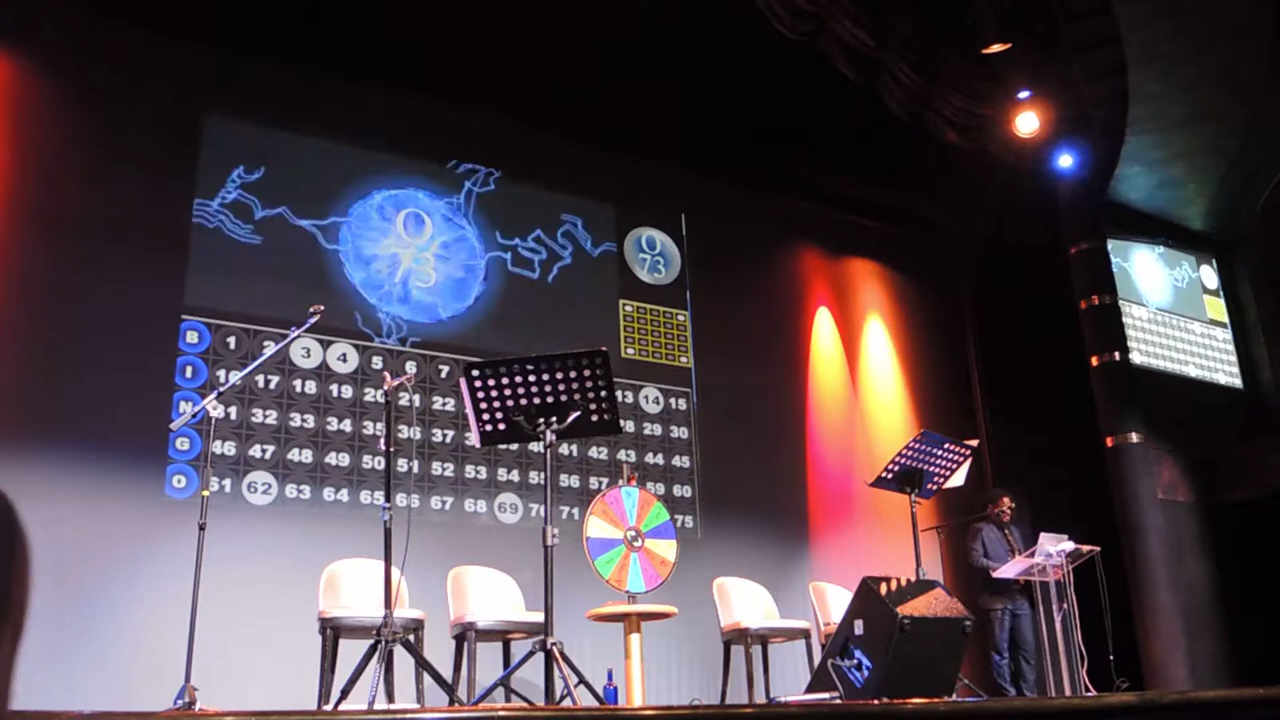 O
73
O
73
B 1 2 3 4 5 6 7 13 14 15
I 16 17 18 19 20 21 22 29 30
N 31 32 33 34 35 36 37 40 41 42 43 44 45
G 46 47 48 49 50 51 52 53 54 55 56 57 59 60
O 61 62 63 64 65 66 67 68 69 70 71 75